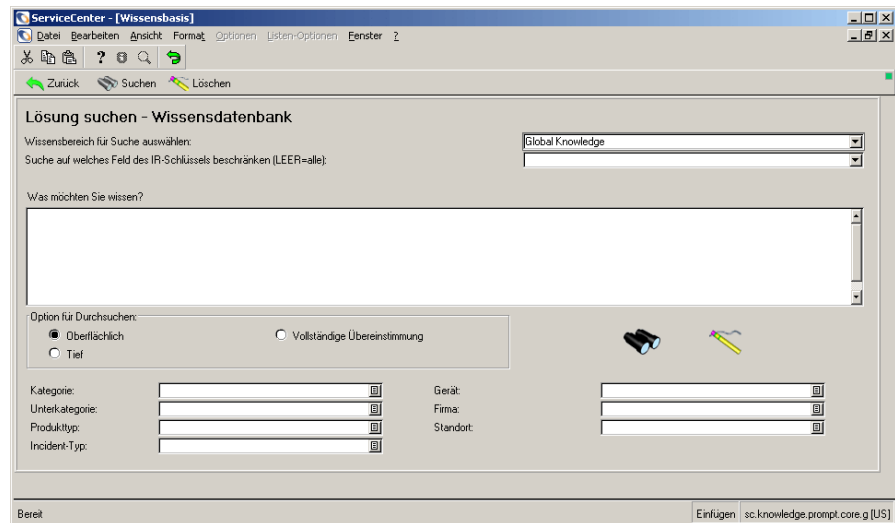 ServiceCenter - [Wissensbasis]
Datei Bearbeiten Ansicht Format Optionen Listen-Optionen Fenster ?
Zurück Suchen Löschen
Lösung suchen - Wissensdatenbank
Wissensbereich für Suche auswählen: Global Knowledge
Suche auf welches Feld des IR-Schlüssels beschränken (LEER=alle):
Was möchten Sie wissen?
Option für Durchsuchen:
Oberflächlich Vollständige Übereinstimmung
Tief
Kategorie: Gerät:
Unterkategorie: Firma:
Produkttyp: Standort:
Incident-Typ:
Bereit Einfügen sc.knowledge.prompt.core.g [US]